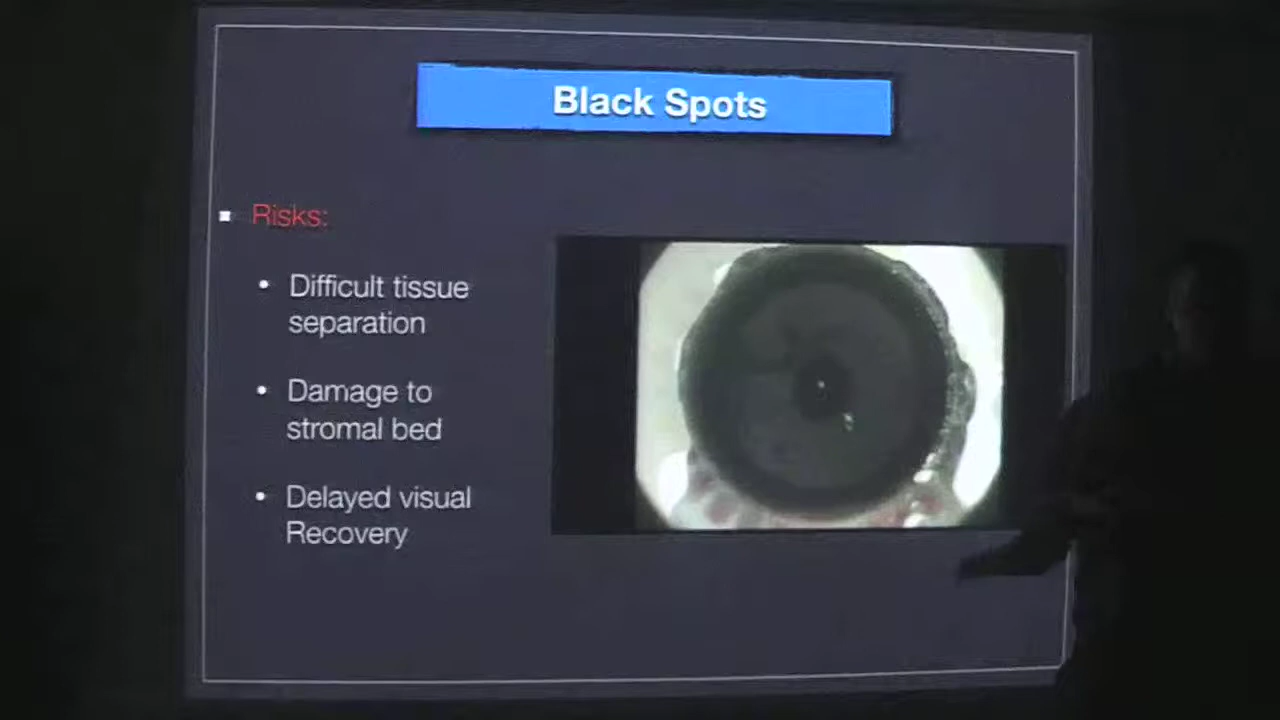 Black Spots
Risks:
Difficult tissue
separation
Damage to
stromal bed
Delayed visual
Recovery